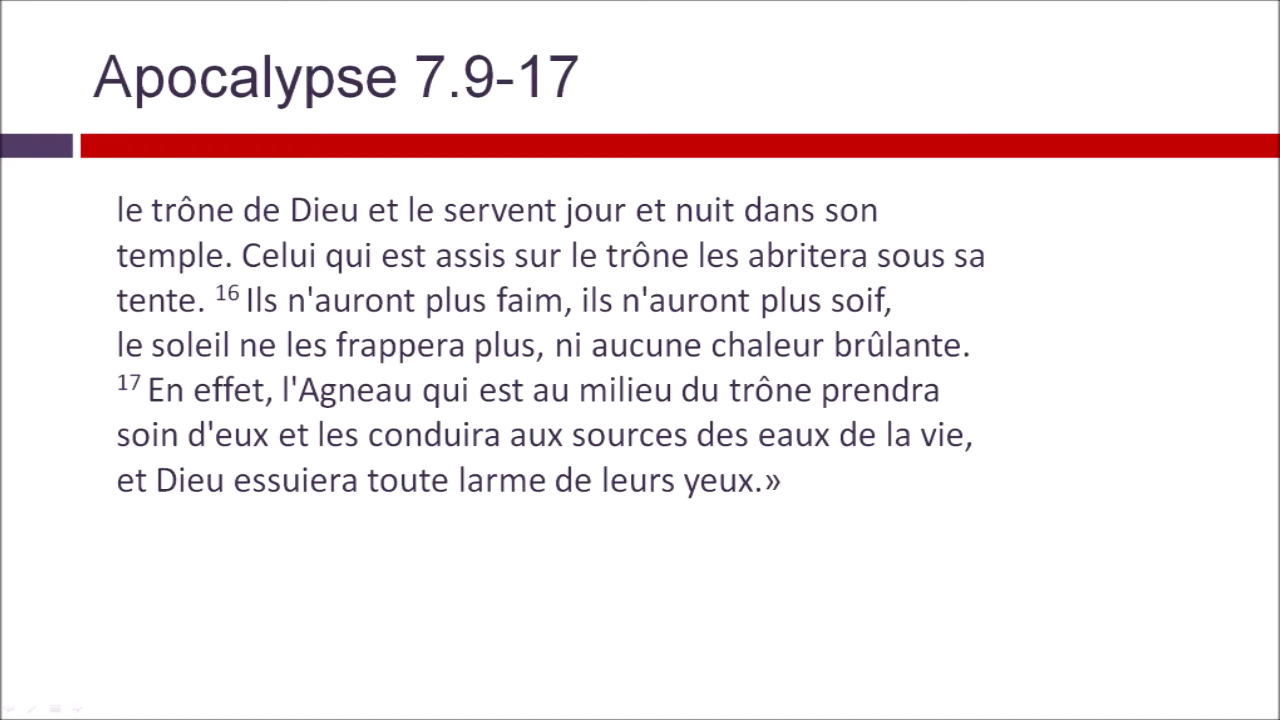 Apocalypse 7.9-17
le trône de Dieu et le servent jour et nuit dans son
temple. Celui qui est assis sur le trône les abritera sous sa
tente. 16 Ils n'auront plus faim, ils n'auront plus soif,
le soleil ne les frappera plus, ni aucune chaleur brûlante.
17 En effet, l'Agneau qui est au milieu du trône prendra
soin d'eux et les conduira aux sources des eaux de la vie,
et Dieu essuiera toute larme de leurs yeux.»